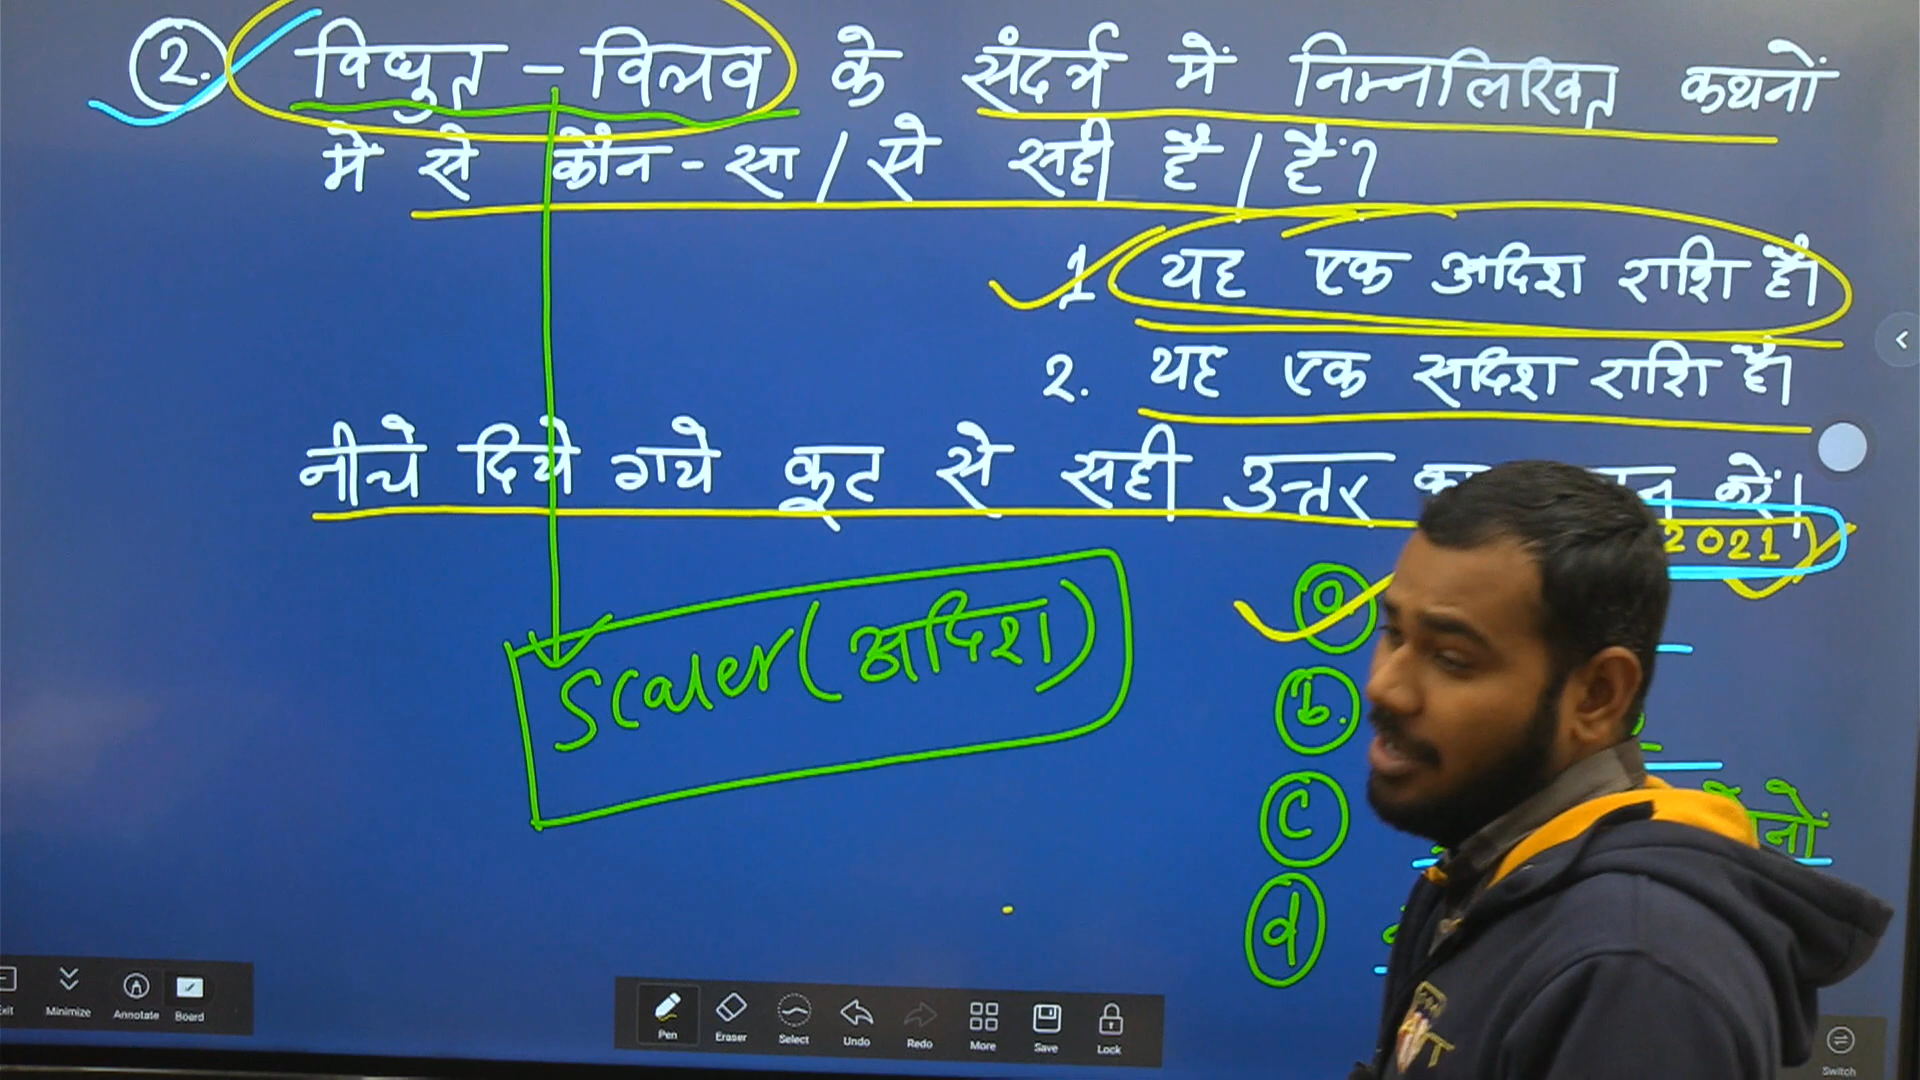 2. विद्युत - विभव के संदर्भ में निम्नलिखित कथनों
में से कौन - सा / से सही है / हैं?
1 यह एक अदिश राशि है।
2. यह एक सदिश राशि है।
नीचे दिये गये कूट से सही उत्तर करें।
2021)
Scaler (अदिश)
a
b.
c
d
Minimize
Annotate
Board
Pen
Eraser
Select
Undo
Redo
More
Save
Lock
Switch